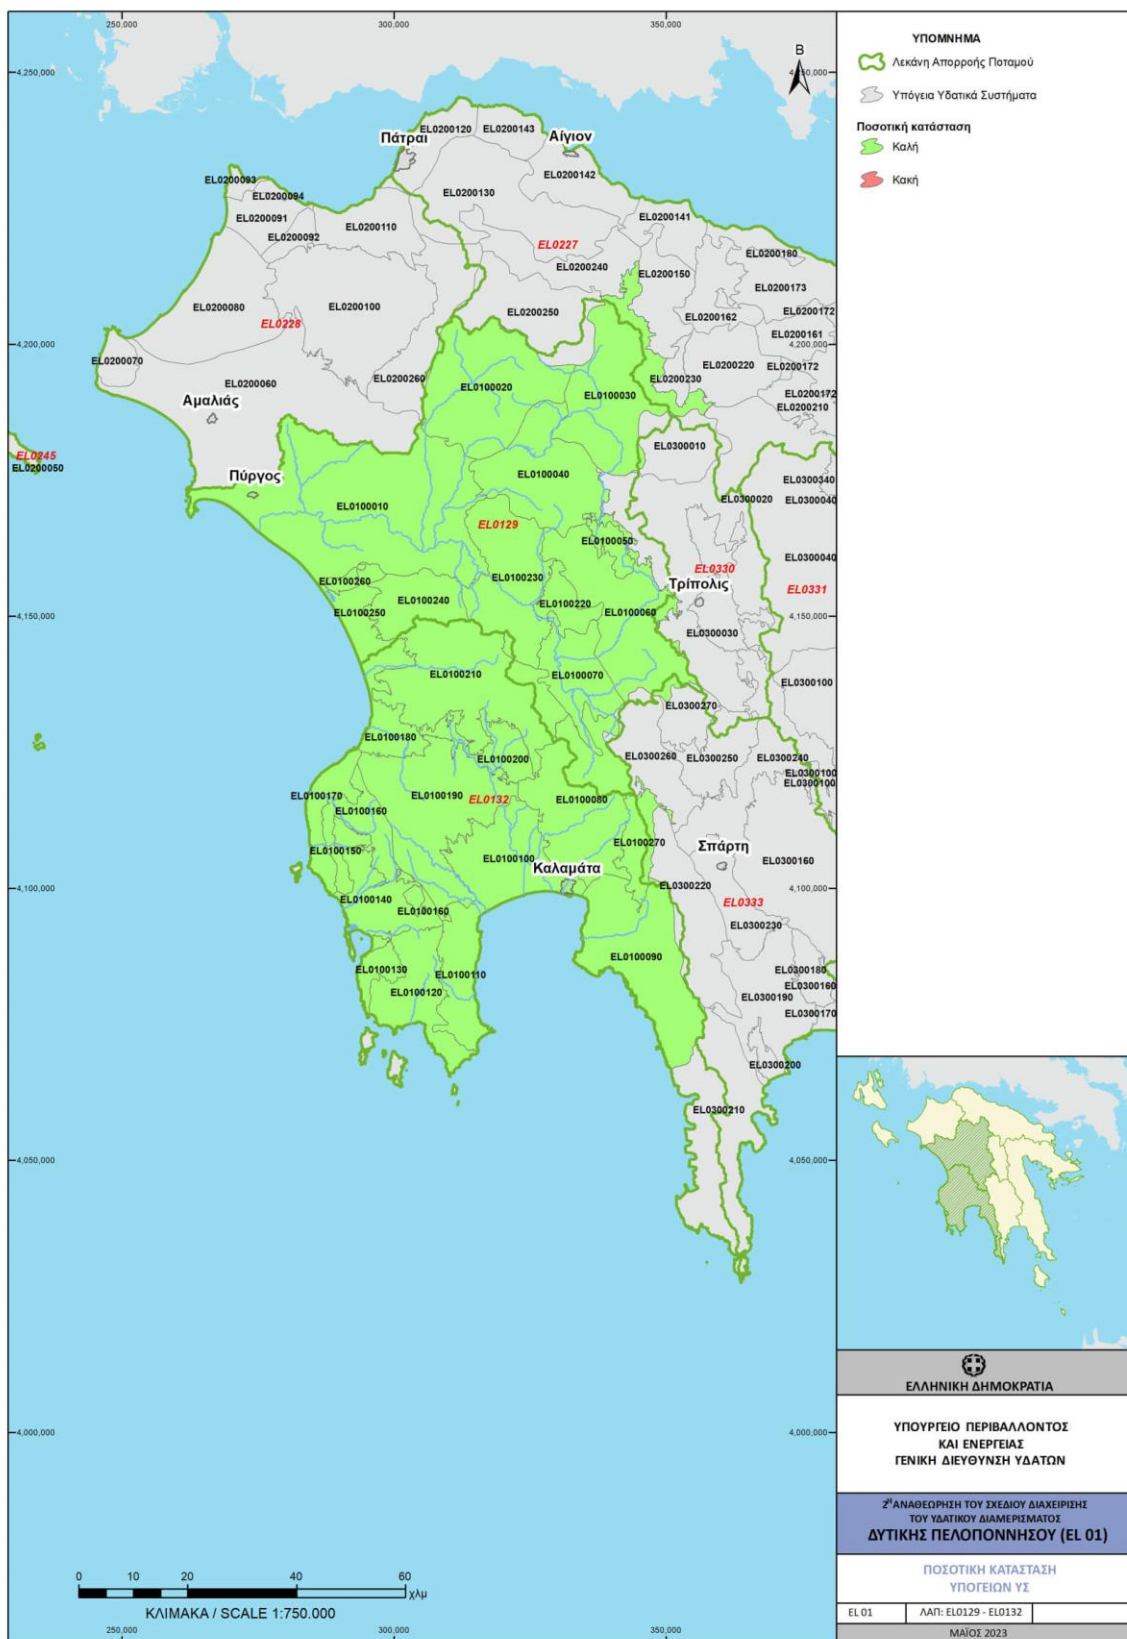 250,000
300,000
350,000
4,250,000
B
4,250,000
ΥΠΟΜΝΗΜΑ
Λεκάνη Απορροής Ποταμού
Υπόγεια Υδατικά Συστήματα
Ποσοτική κατάσταση
Καλή
Κακή
Πάτραι
EL0200120
EL0200143
Αίγιον
EL0200142
EL0200093
EL0200094
EL0200130
EL0200091
EL0200110
EL0200141
EL0200092
EL0227
EL0200180
EL0200240
EL0200150
EL0200173
EL0200080
EL0200100
EL0200250
EL0200162
EL0200172
EL0228
EL0200161
4,200,000
4,200,000
EL0200070
EL0200220
EL0200172
EL0200060
EL0200260
EL0100020
EL0200230
Αμαλιάς
EL0100030
EL0200172
EL0200210
EL0245
EL0200050
EL0300010
Πύργος
EL0100040
EL0300340
EL0300020
EL0300040
EL0100010
EL0129
EL0100050
EL0300040
EL0330
EL0100260
EL0100230
Τρίπολις
EL0331
EL0100240
EL0100220
EL0100250
EL0100060
4,150,000
4,150,000
EL0300030
EL0100210
EL0100070
EL0300100
EL0300270
EL0100180
EL0100200
EL0300260
EL0300250
EL0300240
EL0300100
EL0300100
EL0100170
EL0100190
EL0132
EL0100080
EL0100160
EL0100270
Σπάρτη
EL0100150
EL0100100
EL0300160
Καλαμάτα
4,100,000
EL0300220
4,100,000
EL0100140
EL0333
EL0100160
EL0300230
EL0100090
EL0100130
EL0100110
EL0300180
EL0100120
EL0300160
EL0300190
EL0300170
EL0300200
EL0300210
4,050,000
4,050,000
ΕΛΛΗΝΙΚΗ ΔΗΜΟΚΡΑΤΙΑ
ΥΠΟΥΡΓΕΙΟ ΠΕΡΙΒΑΛΛΟΝΤΟΣ
ΚΑΙ ΕΝΕΡΓΕΙΑΣ
ΓΕΝΙΚΗ ΔΙΕΥΘΥΝΣΗ ΥΔΑΤΩΝ
4,000,000
4,000,000
2Η ΑΝΑΘΕΩΡΗΣΗ ΤΟΥ ΣΧΕΔΙΟΥ ΔΙΑΧΕΙΡΙΣΗΣ
ΤΟΥ ΥΔΑΤΙΚΟΥ ΔΙΑΜΕΡΙΣΜΑΤΟΣ
ΔΥΤΙΚΗΣ ΠΕΛΟΠΟΝΝΗΣΟΥ (EL 01)
ΠΟΣΟΤΙΚΗ ΚΑΤΑΣΤΑΣΗ
ΥΠΟΓΕΙΩΝ ΥΣ
0 10 20 40 60
χλμ
ΚΛΙΜΑΚΑ / SCALE 1:750.000
EL 01
ΛΑΠ: EL0129 - EL0132
ΜΑΪΟΣ 2023
250,000
300,000
350,000